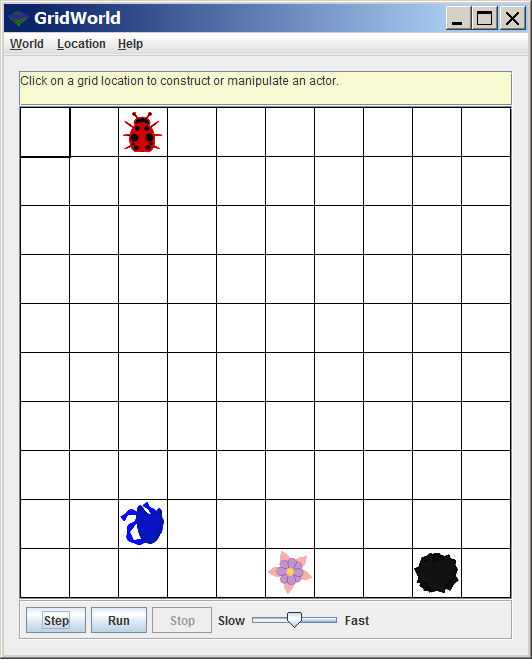 GridWorld
World Location Help
Click on a grid location to construct or manipulate an actor.
Step Run Stop Slow Fast